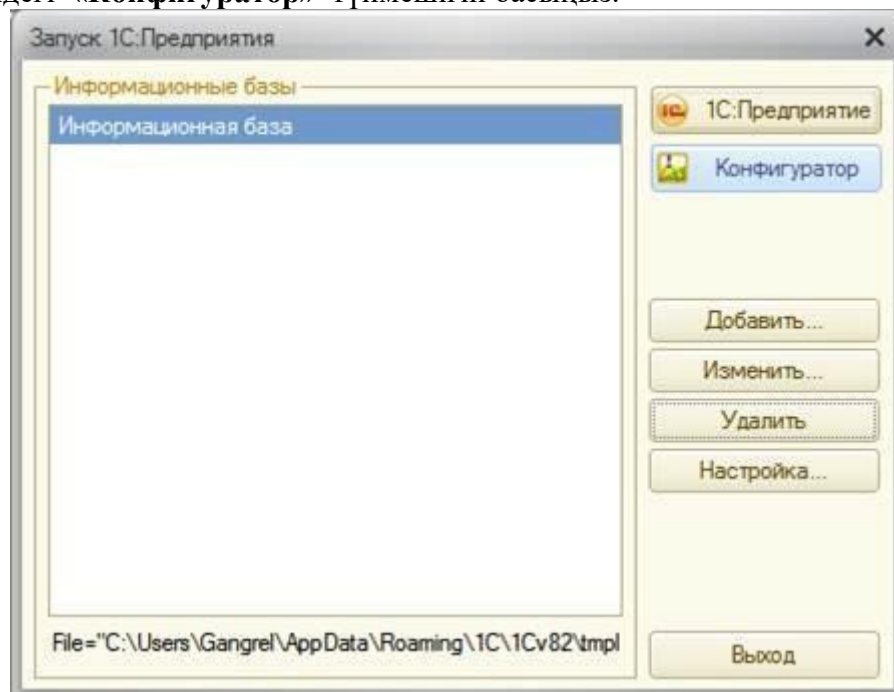 «Конфигуратор»
Запуск 1С:Предприятия
Информационные базы
Информационная база
1С:Предприятие
Конфигуратор
Добавить...
Изменить...
Удалить
Настройка...
File="C:\Users\Gangrel\AppData\Roaming\1C\1Cv82\tmpl
Выход